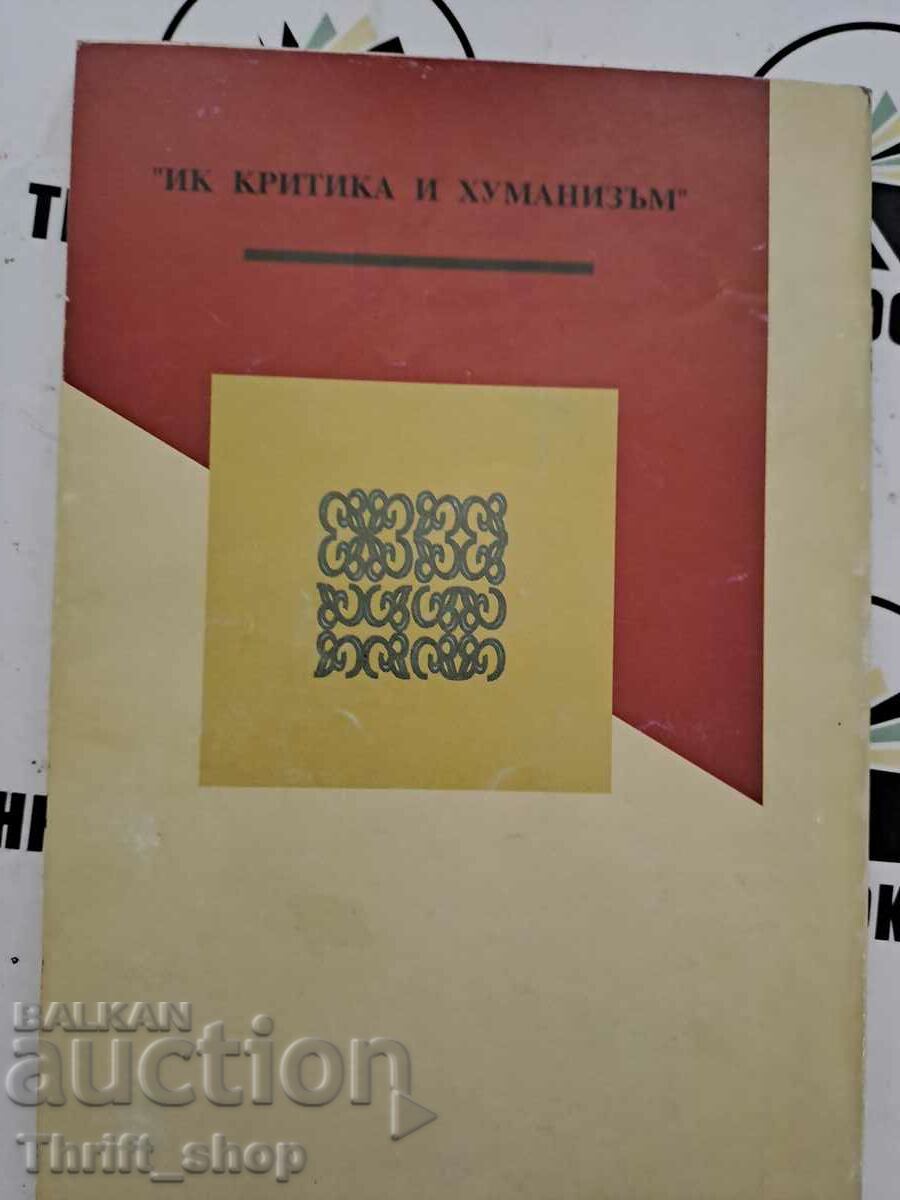 "ИК КРИТИКА И ХУМАНИЗЪМ"
BALKAN
auction
Thrift_shop